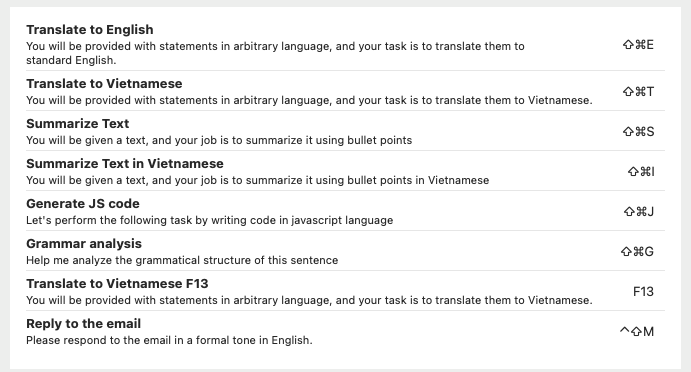 Translate to English
You will be provided with statements in arbitrary language, and your task is to translate them to
standard English.
⇧⌘E
Translate to Vietnamese
You will be provided with statements in arbitrary language, and your task is to translate them to Vietnamese.
⇧⌘T
Summarize Text
You will be given a text, and your job is to summarize it using bullet points
⇧⌘S
Summarize Text in Vietnamese
You will be given a text, and your job is to summarize it using bullet points in Vietnamese
⇧⌘I
Generate JS code
Let's perform the following task by writing code in javascript language
⇧⌘J
Grammar analysis
Help me analyze the grammatical structure of this sentence
⇧⌘G
Translate to Vietnamese F13
You will be provided with statements in arbitrary language, and your task is to translate them to Vietnamese.
F13
Reply to the email
Please respond to the email in a formal tone in English.
^⇧M